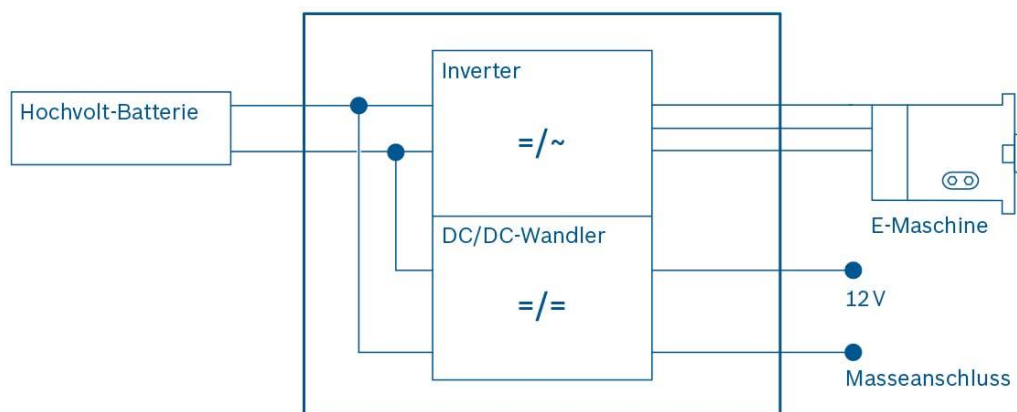 Inverter
Hochvolt-Batterie
=/~
E-Maschine
DC/DC-Wandler
=/=
12 V
Masseanschluss